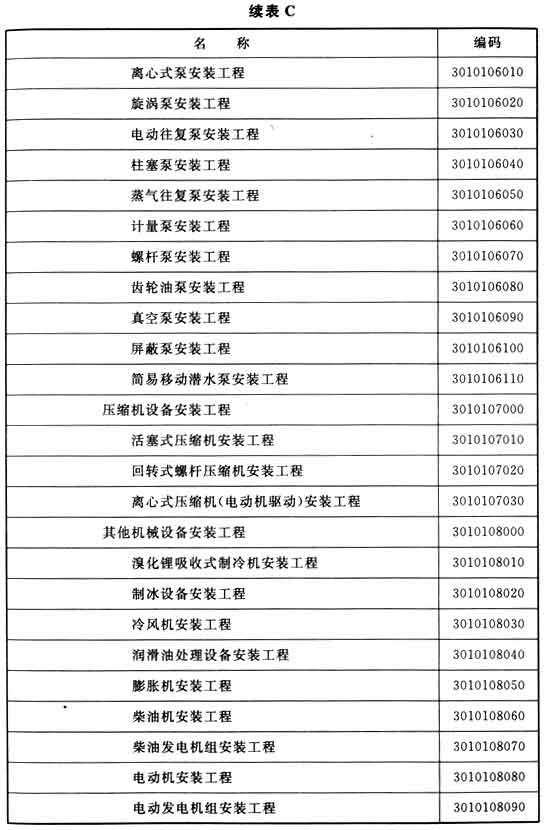 续表 C
名 称 编码
离心式泵安装工程 3010106010
旋涡泵安装工程 3010106020
电动往复泵安装工程 3010106030
柱塞泵安装工程 3010106040
蒸气往复泵安装工程 3010106050
计量泵安装工程 3010106060
螺杆泵安装工程 3010106070
齿轮油泵安装工程 3010106080
真空泵安装工程 3010106090
屏蔽泵安装工程 3010106100
简易移动潜水泵安装工程 3010106110
压缩机设备安装工程 3010107000
活塞式压缩机安装工程 3010107010
回转式螺杆压缩机安装工程 3010107020
离心式压缩机(电动机驱动)安装工程 3010107030
其他机械设备安装工程 3010108000
溴化锂吸收式制冷机安装工程 3010108010
制冰设备安装工程 3010108020
冷风机安装工程 3010108030
润滑油处理设备安装工程 3010108040
膨胀机安装工程 3010108050
柴油机安装工程 3010108060
柴油发电机组安装工程 3010108070
电动机安装工程 3010108080
电动发电机组安装工程 3010108090